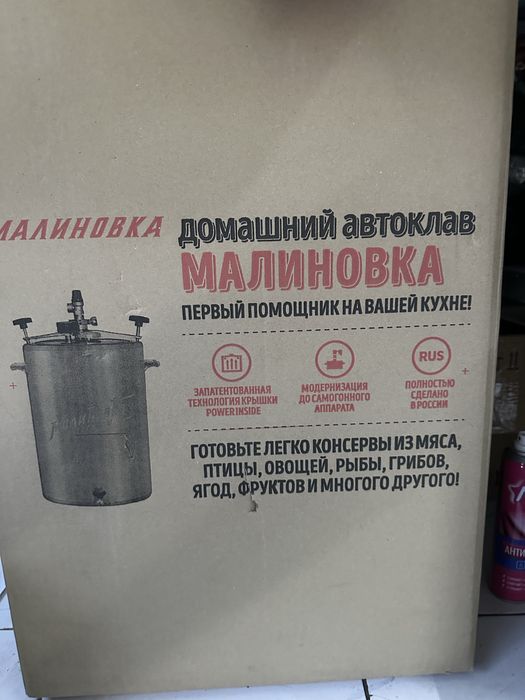 МАЛИНОВКА
ДОМАШНИЙ АВТОКЛАВ
МАЛИНОВКА
ПЕРВЫЙ ПОМОЩНИК НА ВАШЕЙ КУХНЕ!
ЗАПАТЕНТОВАННАЯ
ТЕХНОЛОГИЯ КРЫШКИ
POWER INSIDE
МОДЕРНИЗАЦИЯ
ДО САМОГОННОГО
АППАРАТА
RUS
ПОЛНОСТЬЮ
СДЕЛАНО
В РОССИИ
ГОТОВЬТЕ ЛЕГКО КОНСЕРВЫ ИЗ МЯСА,
ПТИЦЫ, ОВОЩЕЙ, РЫБЫ, ГРИБОВ,
ЯГОД, ФРУКТОВ И МНОГОГО ДРУГОГО!
АНТИ